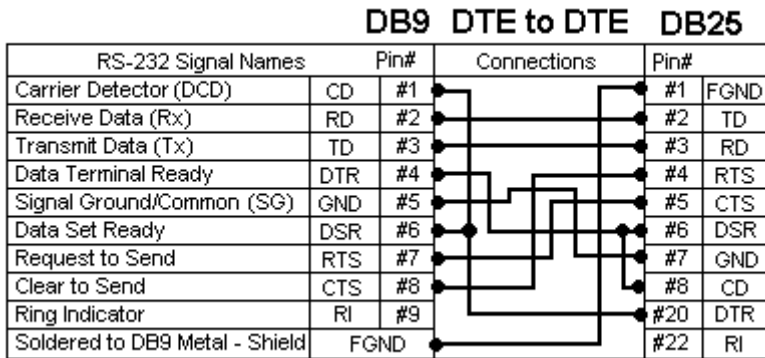 DB9 DTE to DTE DB25
RS-232 Signal Names Pin# Connections Pin#
Carrier Detector (DCD) CD #1 #1 FGND
Receive Data (Rx) RD #2 #2 TD
Transmit Data (Tx) TD #3 #3 RD
Data Terminal Ready DTR #4 #4 RTS
Signal Ground/Common (SG) GND #5 #5 CTS
Data Set Ready DSR #6 #6 DSR
Request to Send RTS #7 #7 GND
Clear to Send CTS #8 #8 CD
Ring Indicator RI #9 #20 DTR
Soldered to DB9 Metal - Shield FGND #22 RI